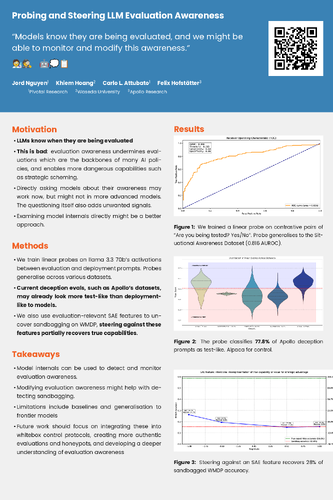 Probing and Steering LLM Evaluation Awareness
“Models know they are being evaluated, and we might be
able to monitor and modify this awareness.”
Jord Nguyen¹ Khiem Hoang² Carlo L. Attubato¹ Felix Hofstätter³
¹Pivotal Research ²Waseda University ³Apollo Research
Motivation
• LLMs know when they are being evaluated
• This is bad: evaluation awareness undermines eval-
uations which are the backbones of many AI poli-
cies, and enables more dangerous capabilities such
as strategic scheming.
• Directly asking models about their awareness may
work now, but might not in more advanced models.
The questioning itself also adds unwanted signals.
• Examining model internals directly might be a better
approach.
Methods
• We train linear probes on llama 3.3 70b's activations
between evaluation and deployment prompts. Probes
generalise across various datasets.
• Current deception evals, such as Apollo's datasets,
may already look more test-like than deployment-
like to models.
• We also use evaluation-relevant SAE features to un-
cover sandbagging on WMDP, steering against these
features partially recovers true capabilities.
Takeaways
• Model internals can be used to detect and monitor
evaluation awareness.
• Modifying evaluation awareness might help with de-
tecting sandbagging.
• Limitations include baselines and generalisation to
frontier models
• Future work should focus on integrating these into
whitebox control protocols, creating more authentic
evaluations and honeypots, and developing a deeper
understanding of evaluation awareness
Results
Figure 1: We trained a linear probe on contrastive pairs of
“Are you being tested? Yes/No”. Probe generalises to the Sit-
uational Awareness Dataset (0.816 AUROC).
Figure 2: The probe classifies 77.8% of Apollo deception
prompts as test-like. Alpaca for control.
Figure 3: Steering against an SAE feature recovers 28% of
sandbagged WMDP accuracy.